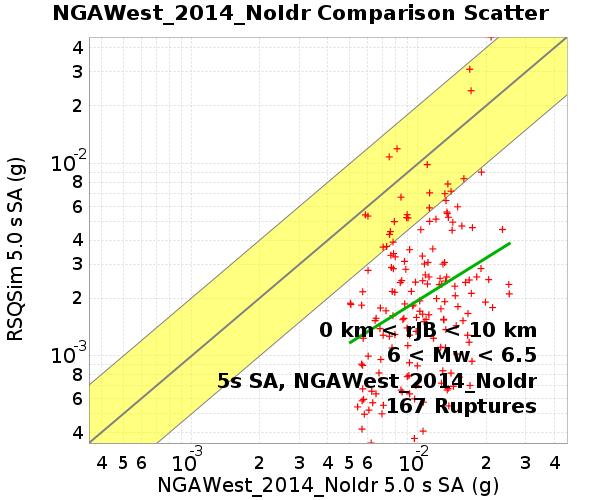 NGAWest_2014_NoIdr Comparison Scatter
RSQSim 5.0 s SA (g)
4
3
2
10^-2
8
6
4
3
2
10^-3
8
6
4
0 km < rJB < 10 km
6 < Mw < 6.5
5s SA, NGAWest_2014_NoIdr
167 Ruptures
4 5 6 10^-3 2 3 4 5 6 10^-2 2 3 4
NGAWest_2014_NoIdr 5.0 s SA (g)